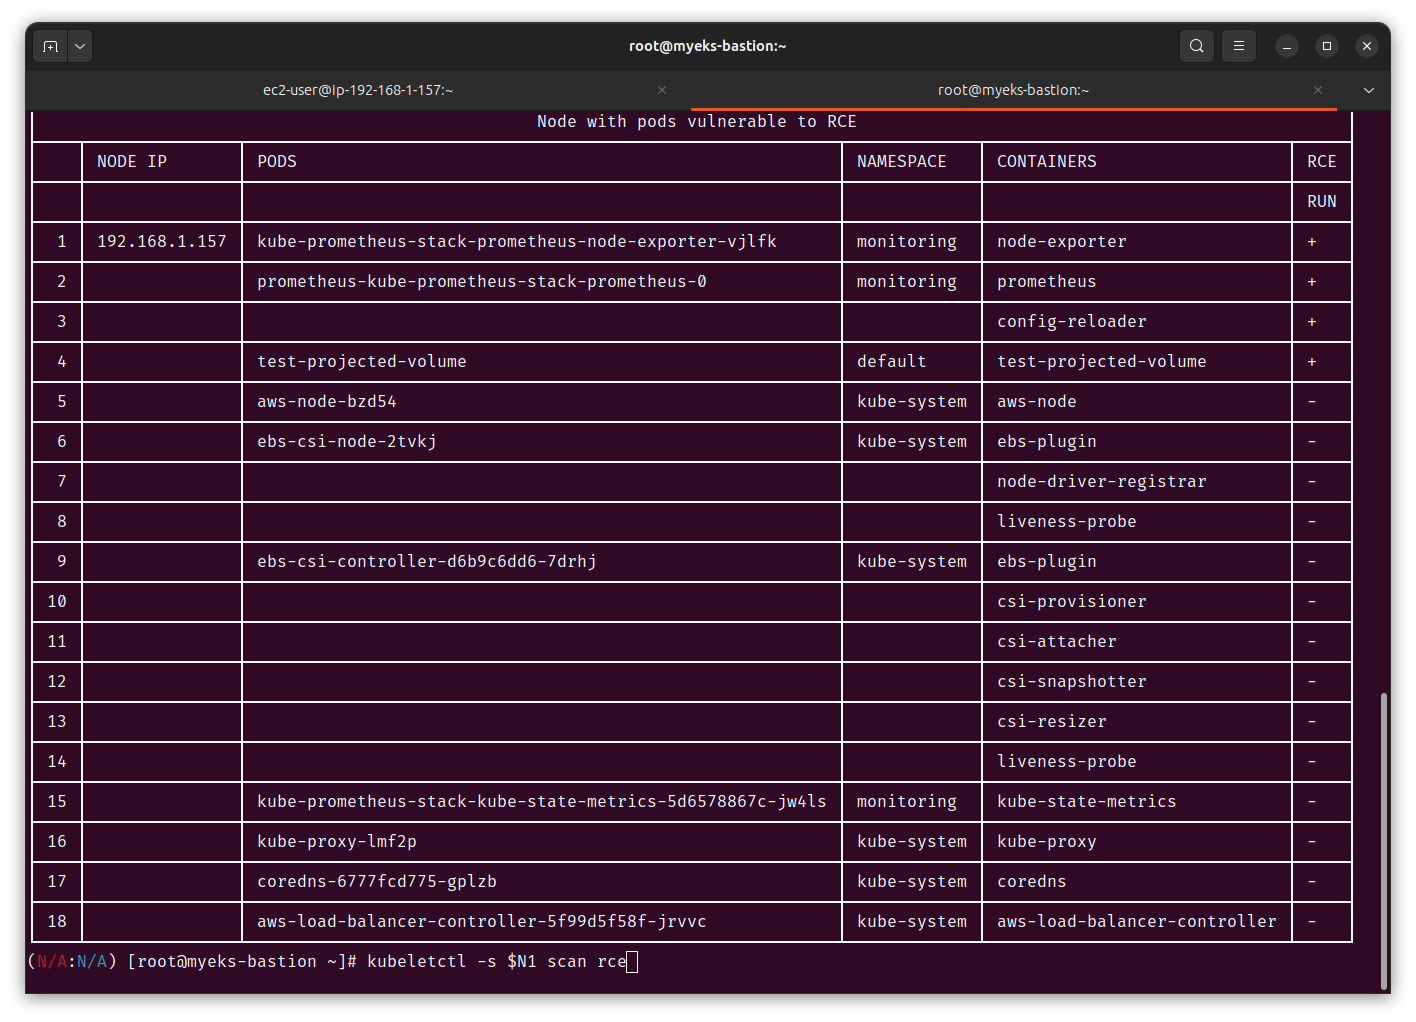 root@myeks-bastion:~
ec2-user@ip-192-168-1-157:~ root@myeks-bastion:~
Node with pods vulnerable to RCE
NODE IP PODS NAMESPACE CONTAINERS RCE
RUN
1 192.168.1.157 kube-prometheus-stack-prometheus-node-exporter-vjlfk monitoring node-exporter +
2 prometheus-kube-prometheus-stack-prometheus-0 monitoring prometheus +
3 config-reloader +
4 test-projected-volume default test-projected-volume +
5 aws-node-bzd54 kube-system aws-node -
6 ebs-csi-node-2tvkj kube-system ebs-plugin -
7 node-driver-registrar -
8 liveness-probe -
9 ebs-csi-controller-d6b9c6dd6-7drhj kube-system ebs-plugin -
10 csi-provisioner -
11 csi-attacher -
12 csi-snapshotter -
13 csi-resizer -
14 liveness-probe -
15 kube-prometheus-stack-kube-state-metrics-5d6578867c-jw4ls monitoring kube-state-metrics -
16 kube-proxy-lmf2p kube-system kube-proxy -
17 coredns-6777fcd775-gplzb kube-system coredns -
18 aws-load-balancer-controller-5f99d5f58f-jrvvc kube-system aws-load-balancer-controller -
(N/A:N/A) [root@myeks-bastion ~]# kubeletctl -s $N1 scan rce